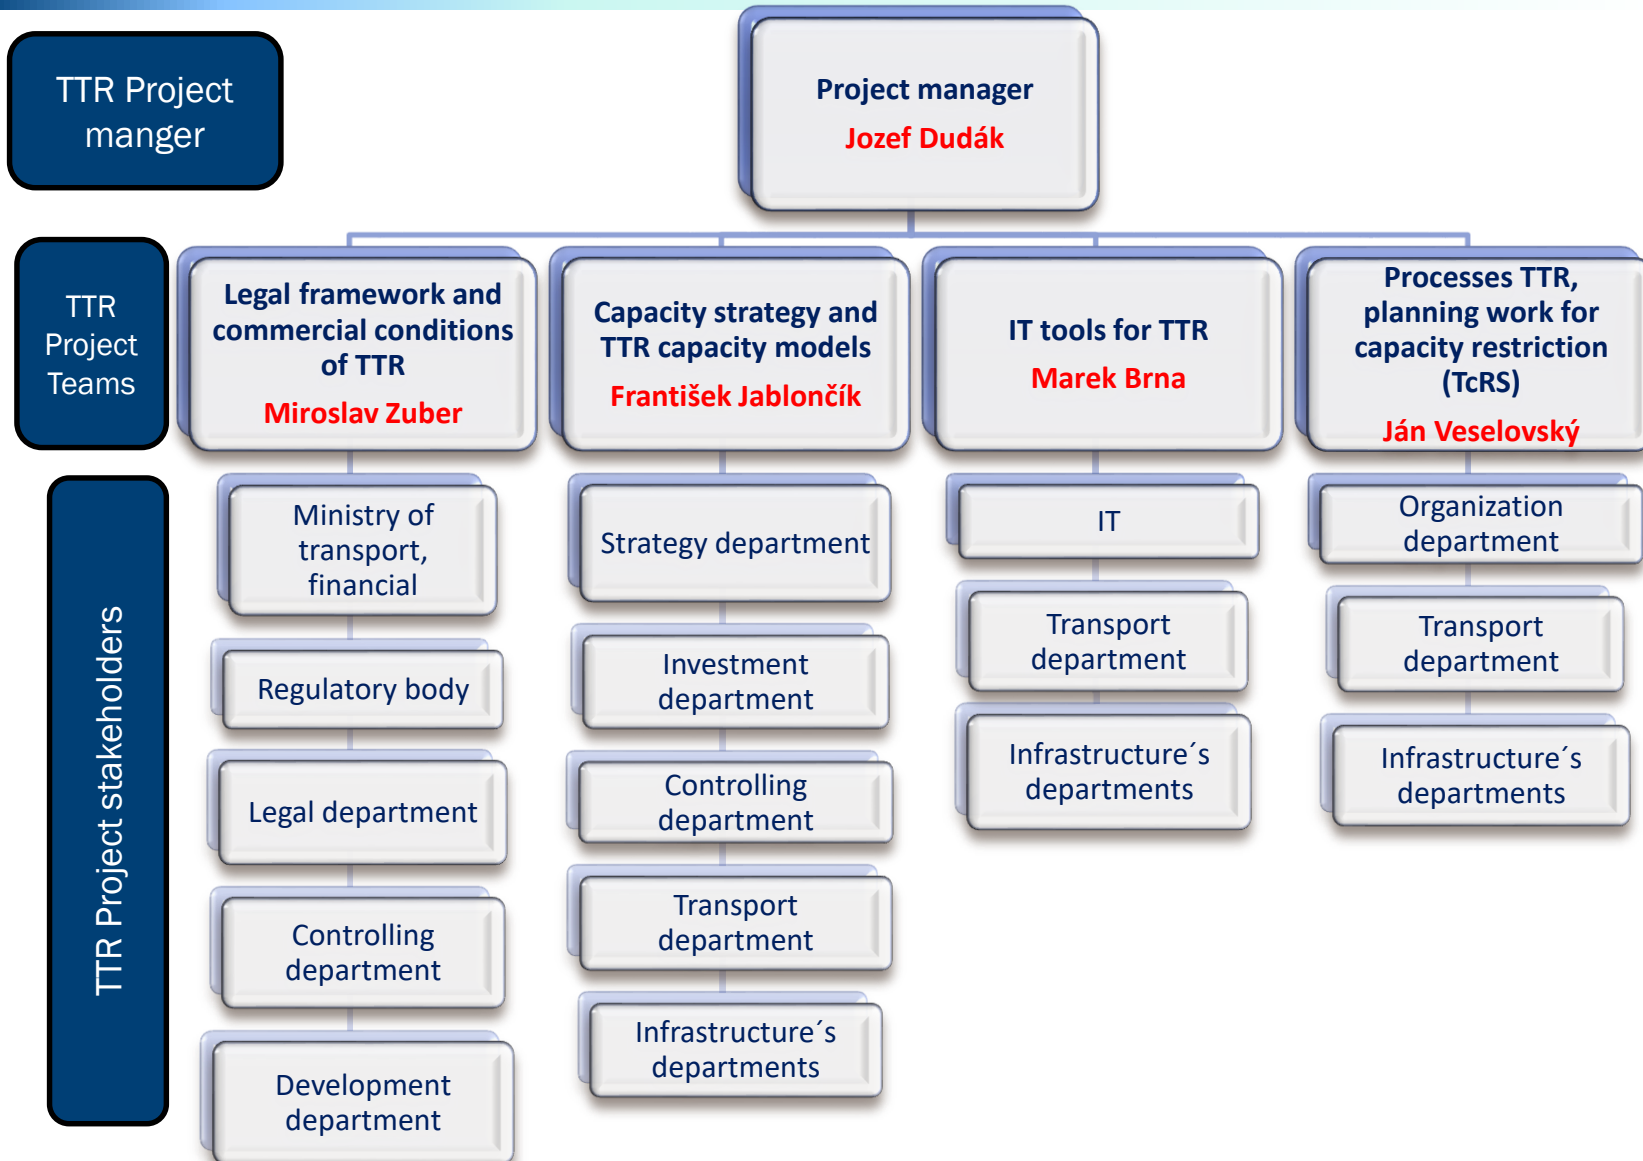 TTR Project
manger
Project manager
Jozef Dudák
TTR
Project
Teams
Legal framework and
commercial conditions
of TTR
Miroslav Zuber
Capacity strategy and
TTR capacity models
František Jablončík
IT tools for TTR
Marek Brna
Processes TTR,
planning work for
capacity restriction
(TcRS)
Ján Veselovský
TTR Project stakeholders
Ministry of
transport,
financial
Regulatory body
Legal department
Controlling
department
Development
department
Strategy department
Investment
department
Controlling
department
Transport
department
Infrastructure´s
departments
IT
Transport
department
Infrastructure´s
departments
Organization
department
Transport
department
Infrastructure´s
departments